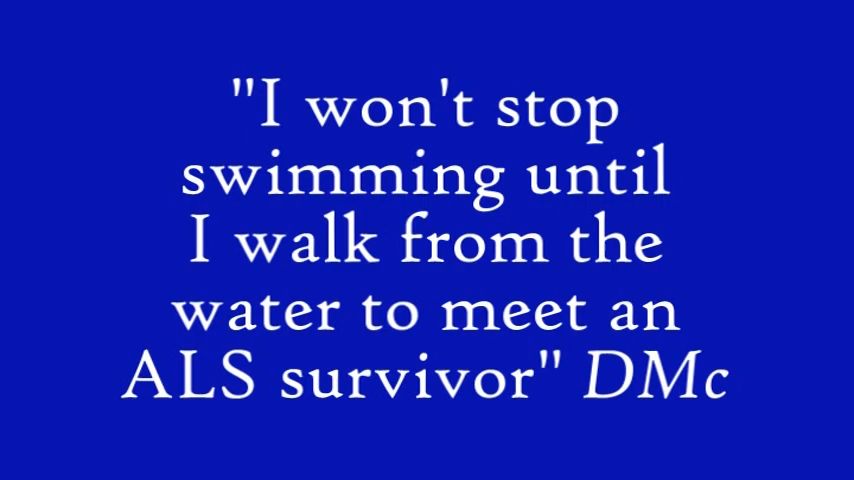 "I won't stop
swimming until
I walk from the
water to meet an
ALS survivor" DMc